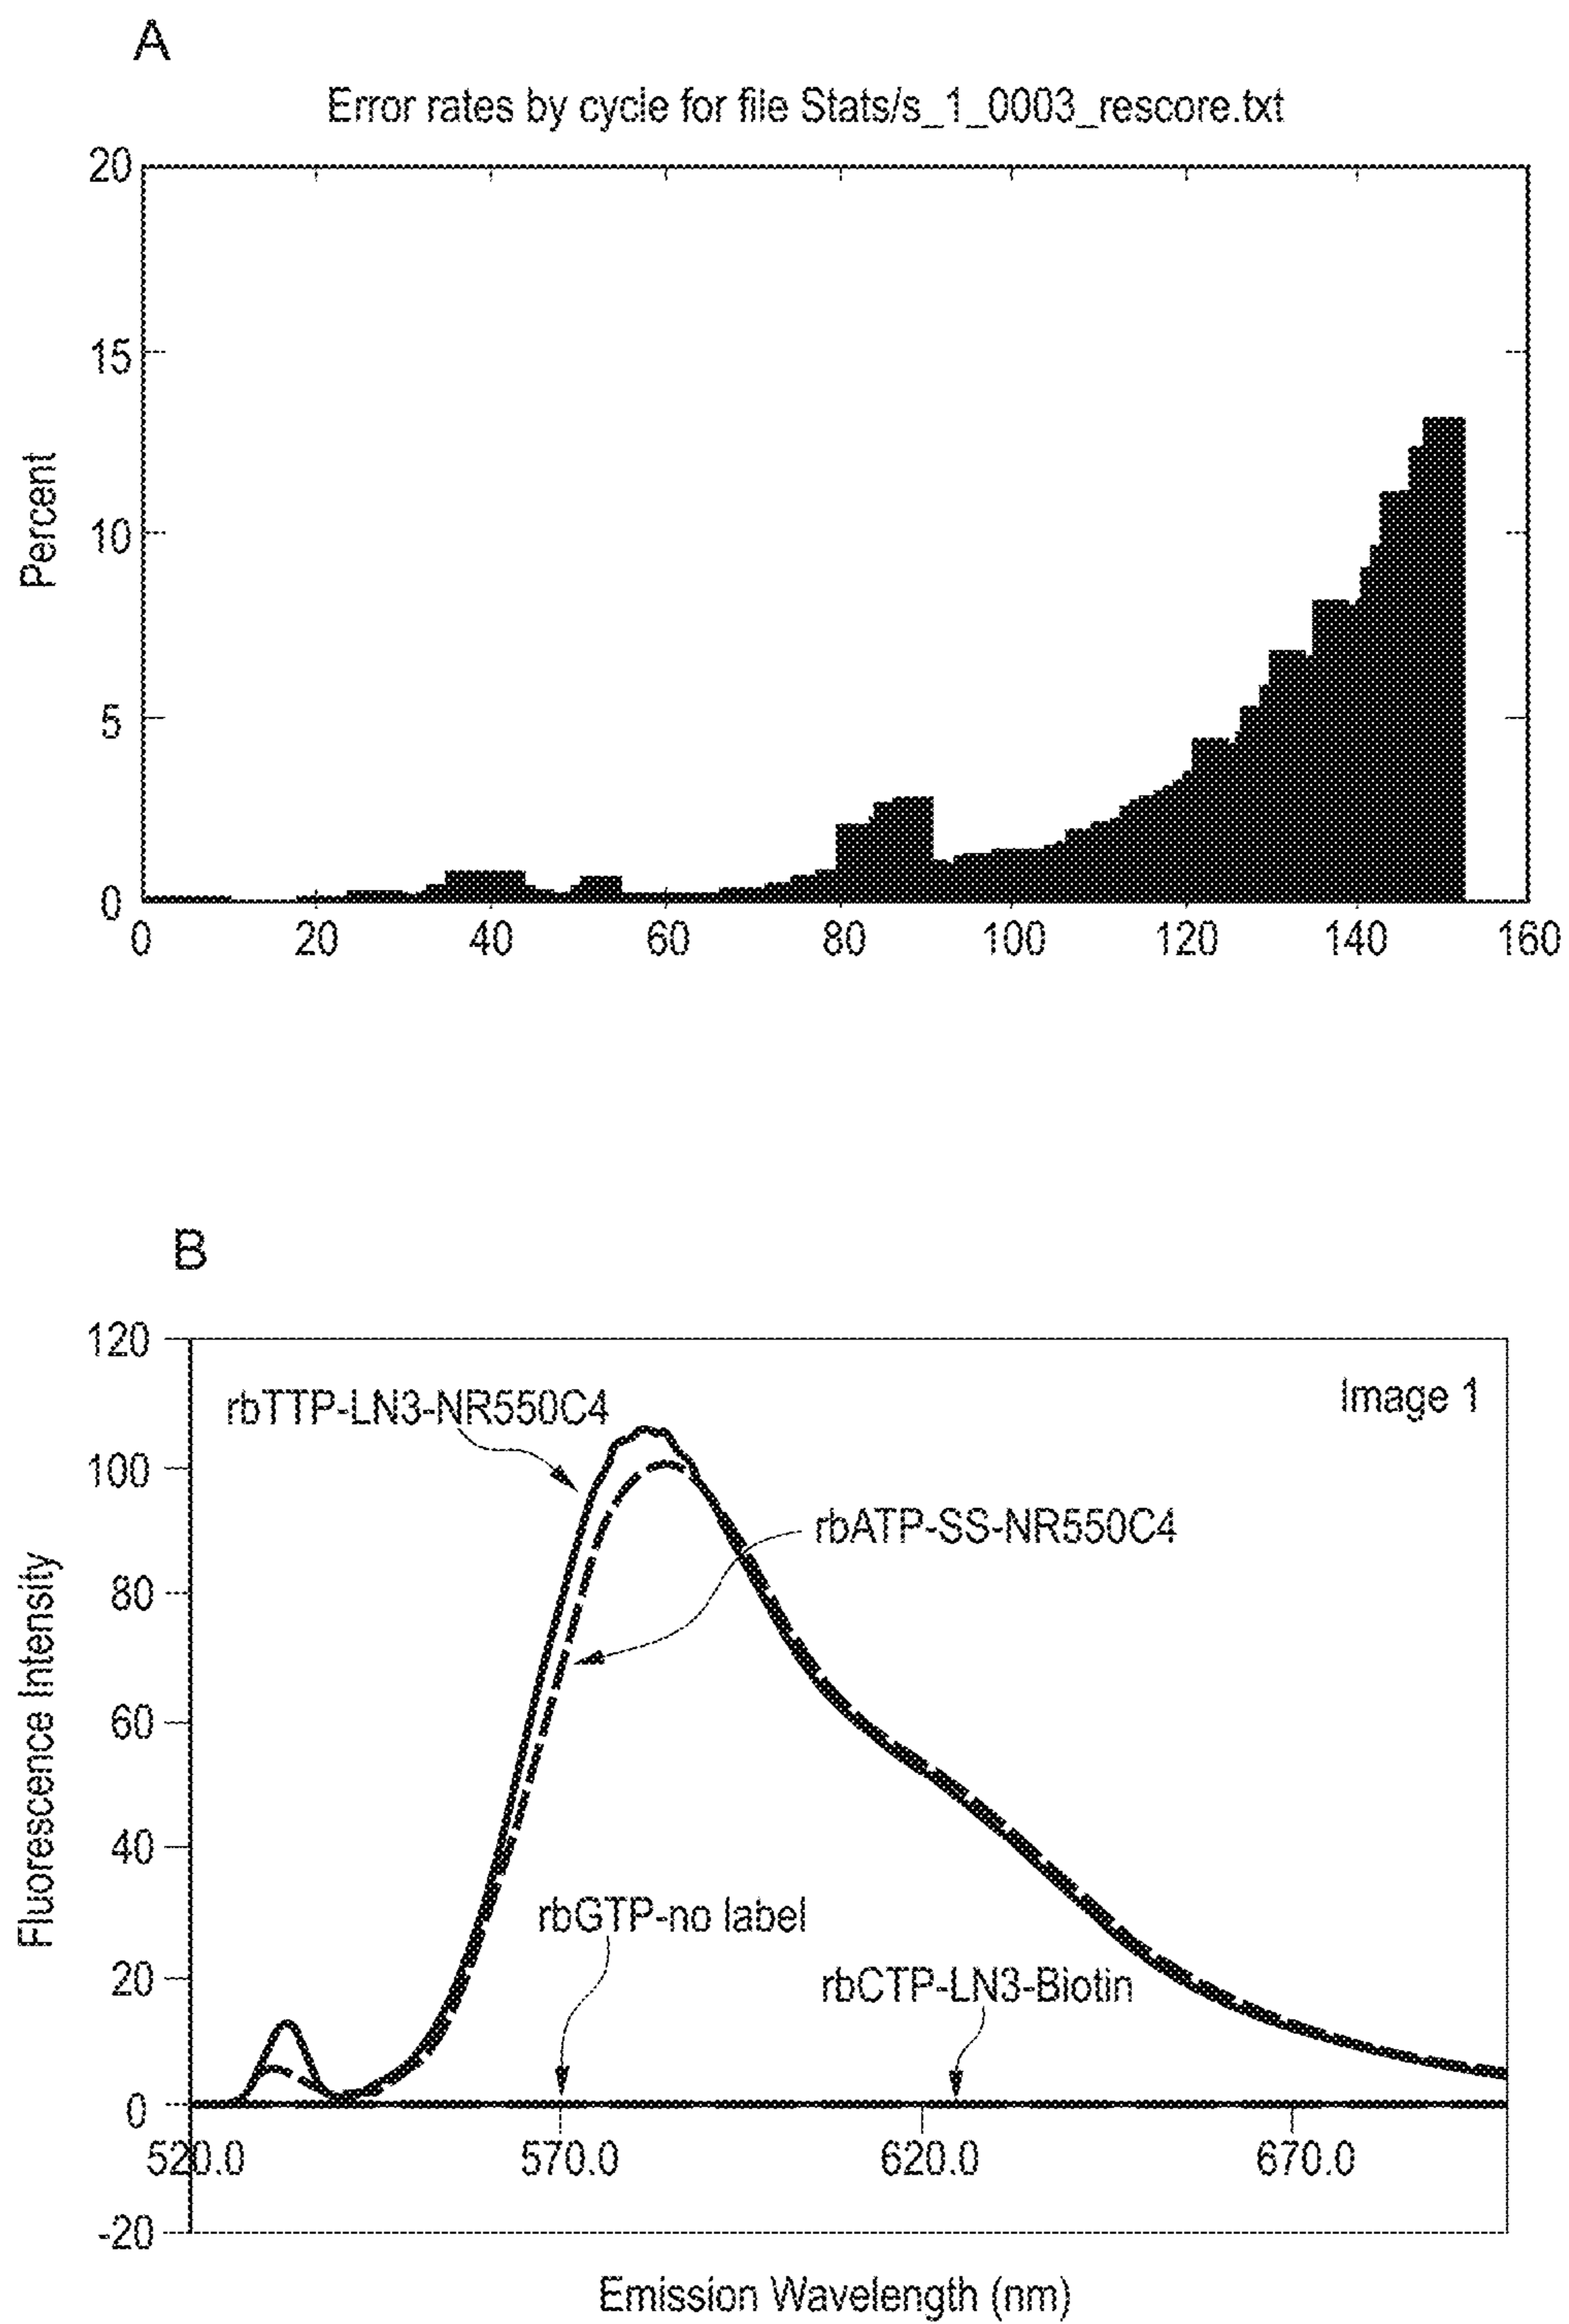 A
Error rates by cycle for file Stats/s_1_0003_rescore.txt
20
15
10
5
0
Percent
0 20 40 60 80 100 120 140 160
B
120
100
80
60
40
20
0
-20
Fluorescence Intensity
Image 1
rbTTP-LN3-NR550C4
rbATP-SS-NR550C4
rbGTP-no label
rbCTP-LN3-Biotin
520.0 570.0 620.0 670.0
Emission Wavelength (nm)